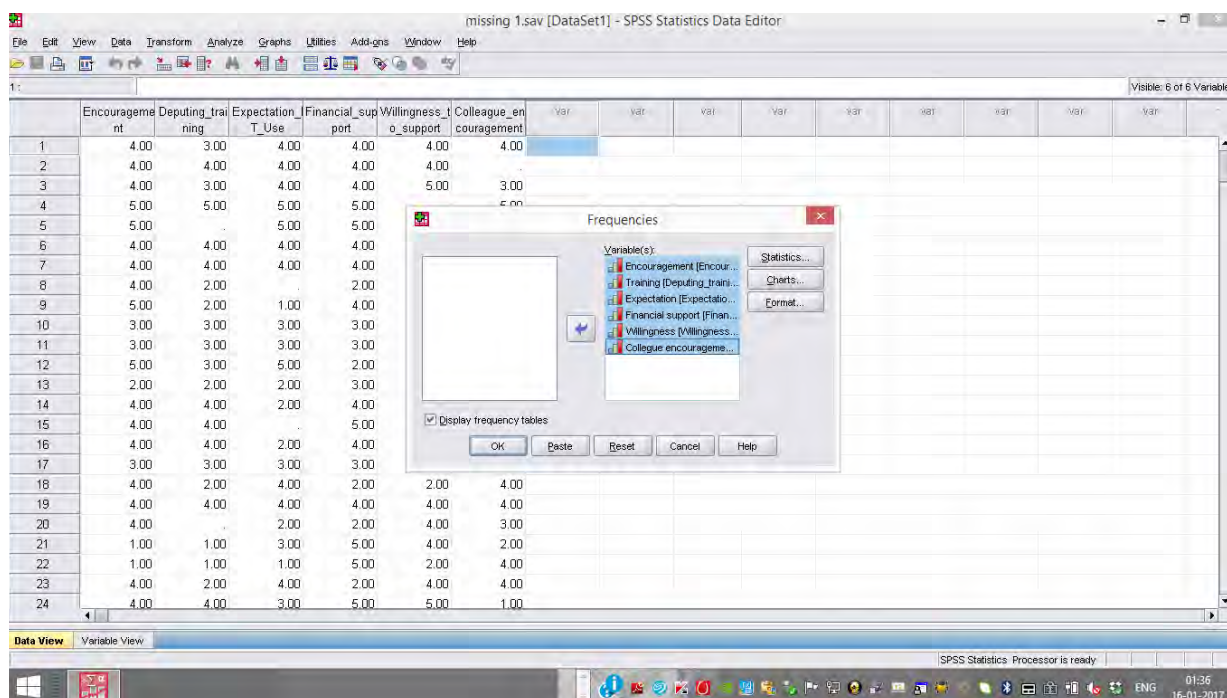 missing 1.sav [DataSet1] - SPSS Statistics Data Editor
File Edit View Data Transform Analyze Graphs Utilities Add-ons Window Help
1 :
Visible: 6 of 6 Variable
Encourageme Deputing_trai Expectation_I Financial_sup Willingness_t Colleague_en var var var var var var var var var
nt ning T_Use port o_support couragement
1 4.00 3.00 4.00 4.00 4.00 4.00
2 4.00 4.00 4.00 4.00 4.00 .
3 4.00 3.00 4.00 4.00 5.00 3.00
4 5.00 5.00 5.00 5.00
5 5.00 . 5.00 5.00
6 4.00 4.00 4.00 4.00
7 4.00 4.00 4.00 4.00
8 4.00 2.00 . 2.00
9 5.00 2.00 1.00 4.00
10 3.00 3.00 3.00 3.00
11 3.00 3.00 3.00 3.00
12 5.00 3.00 5.00 2.00
13 2.00 2.00 2.00 3.00
14 4.00 4.00 2.00 4.00
15 4.00 4.00 . 5.00
16 4.00 4.00 2.00 4.00
17 3.00 3.00 3.00 3.00
18 4.00 2.00 4.00 2.00 2.00 4.00
19 4.00 4.00 4.00 4.00 4.00 4.00
20 4.00 . 2.00 2.00 4.00 3.00
21 1.00 1.00 3.00 5.00 4.00 2.00
22 1.00 1.00 1.00 5.00 2.00 4.00
23 4.00 2.00 4.00 2.00 4.00 4.00
24 4.00 4.00 3.00 5.00 5.00 1.00
Frequencies
Variable(s):
Encouragement [Encour...
Training [Deputing_traini...
Expectation [Expectatio...
Financial support [Finan...
Willingness [Willingness...
Collegue encourageme...
Statistics...
Charts...
Format...
Display frequency tables
OK Paste Reset Cancel Help
Data View Variable View
SPSS Statistics Processor is ready
ENG
01:36